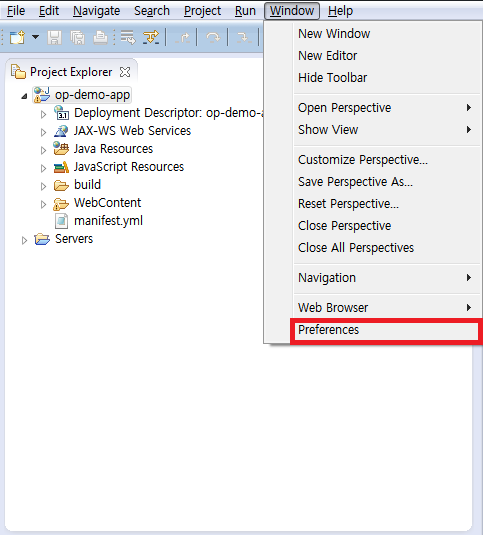 File Edit Navigate Search Project Run Window Help
Project Explorer
op-demo-app
Deployment Descriptor: op-demo-a
JAX-WS Web Services
Java Resources
JavaScript Resources
build
WebContent
manifest.yml
Servers
New Window
New Editor
Hide Toolbar
Open Perspective
Show View
Customize Perspective...
Save Perspective As...
Reset Perspective...
Close Perspective
Close All Perspectives
Navigation
Web Browser
Preferences